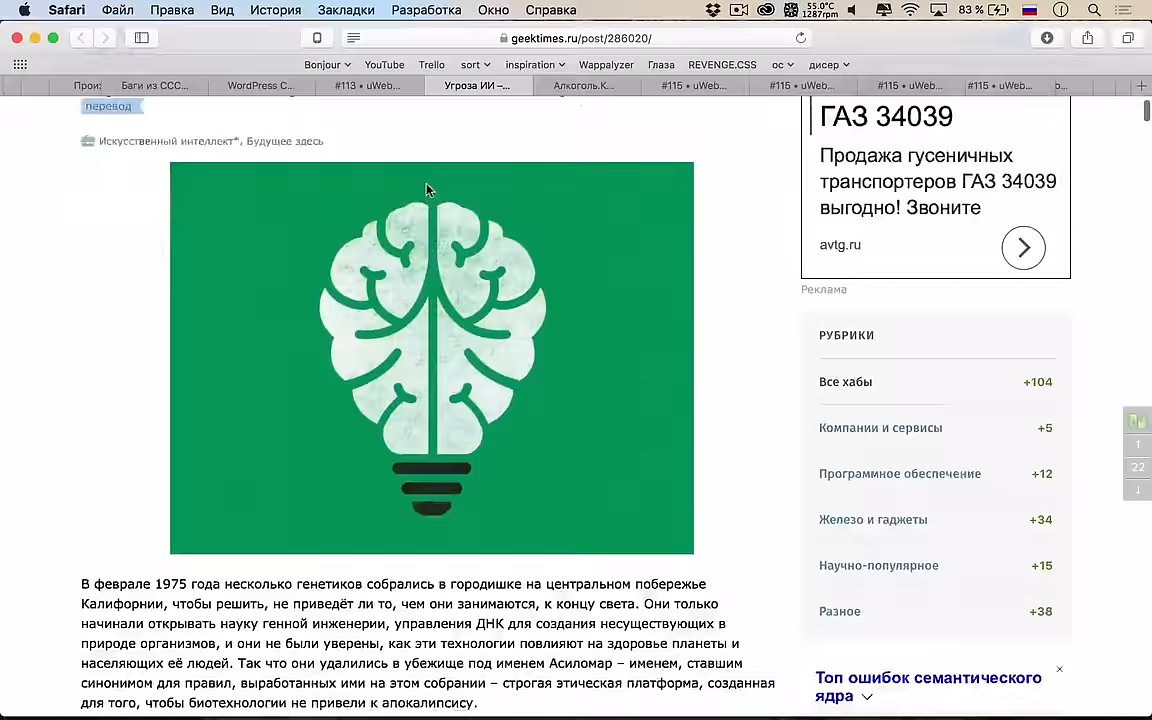 Safari Файл Правка Вид История Закладки Разработка Окно Справка
55.0°C
1287rpm
83 %
geektimes.ru/post/286020/
Bonjour YouTube Trello sort inspiration Wappalyzer Глаза REVENGE.CSS ос дисер
Прои: Баги из ССС... WordPress С... #113 • uWeb... Угроза ИИ –... Алкоголь.К... #115 • uWeb... #115 • uWeb... #115 • uWeb... #115 • uWeb... b...
перевод
Искусственный интеллект*, Будущее здесь
ГАЗ 34039
Продажа гусеничных
транспортеров ГАЗ 34039
выгодно! Звоните
avtg.ru
Реклама
РУБРИКИ
Все хабы +104
Компании и сервисы +5
Программное обеспечение +12
Железо и гаджеты +34
Научно-популярное +15
Разное +38
22
В феврале 1975 года несколько генетиков собрались в городишке на центральном побережье
Калифорнии, чтобы решить, не приведёт ли то, чем они занимаются, к концу света. Они только
начинали открывать науку генной инженерии, управления ДНК для создания несуществующих в
природе организмов, и они не были уверены, как эти технологии повлияют на здоровье планеты и
населяющих её людей. Так что они удалились в убежище под именем Асиломар – именем, ставшим
синонимом для правил, выработанных ими на этом собрании – строгая этическая платформа, созданная
для того, чтобы биотехнологии не привели к апокалипсису.
Топ ошибок семантического
ядра